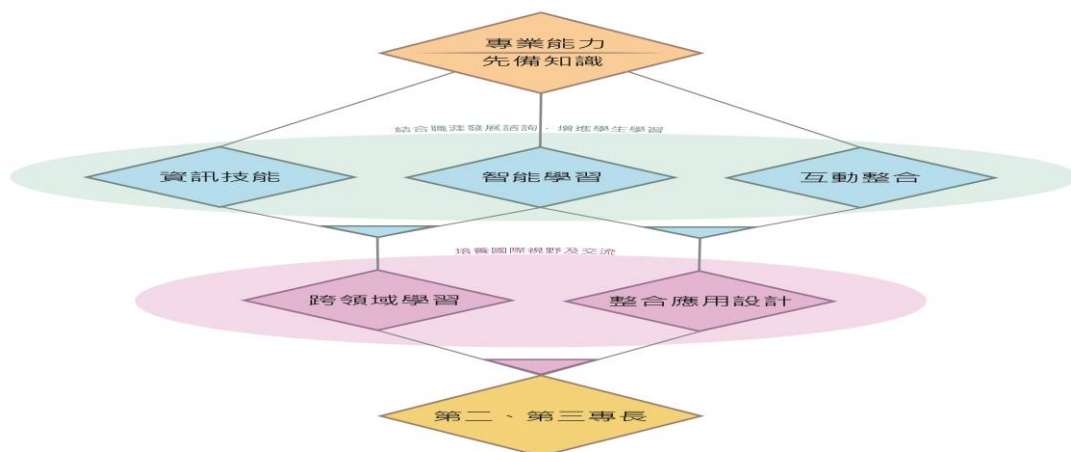 專業能力
先備知識
結合職涯發展諮詢，增進學生學習
資訊技能
智能學習
互動整合
培養國際視野及交流
跨領域學習
整合應用設計
第二、第三專長